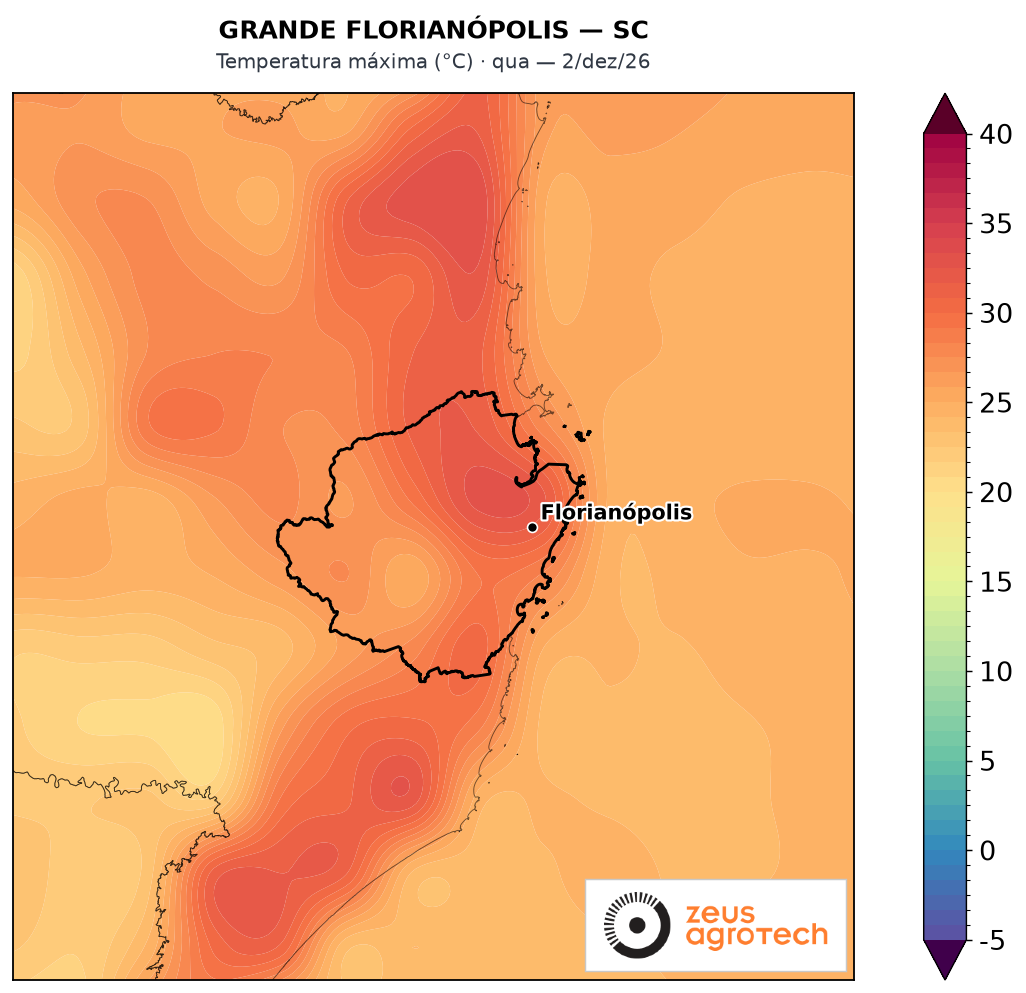 GRANDE FLORIANÓPOLIS — SC
Temperatura máxima (°C) · qua — 2/dez/26
40
35
30
25
20
15
10
5
0
-5
Florianópolis
zeus
agrotech